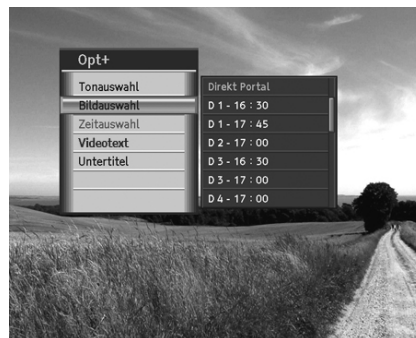 Opt+
Tonauswahl
Bildauswahl
Zeitauswahl
Videotext
Untertitel
Direkt Portal
D 1 - 16 : 30
D 1 - 17 : 45
D 2 - 17 : 00
D 3 - 16 : 30
D 3 - 17 : 00
D 4 - 17 : 00